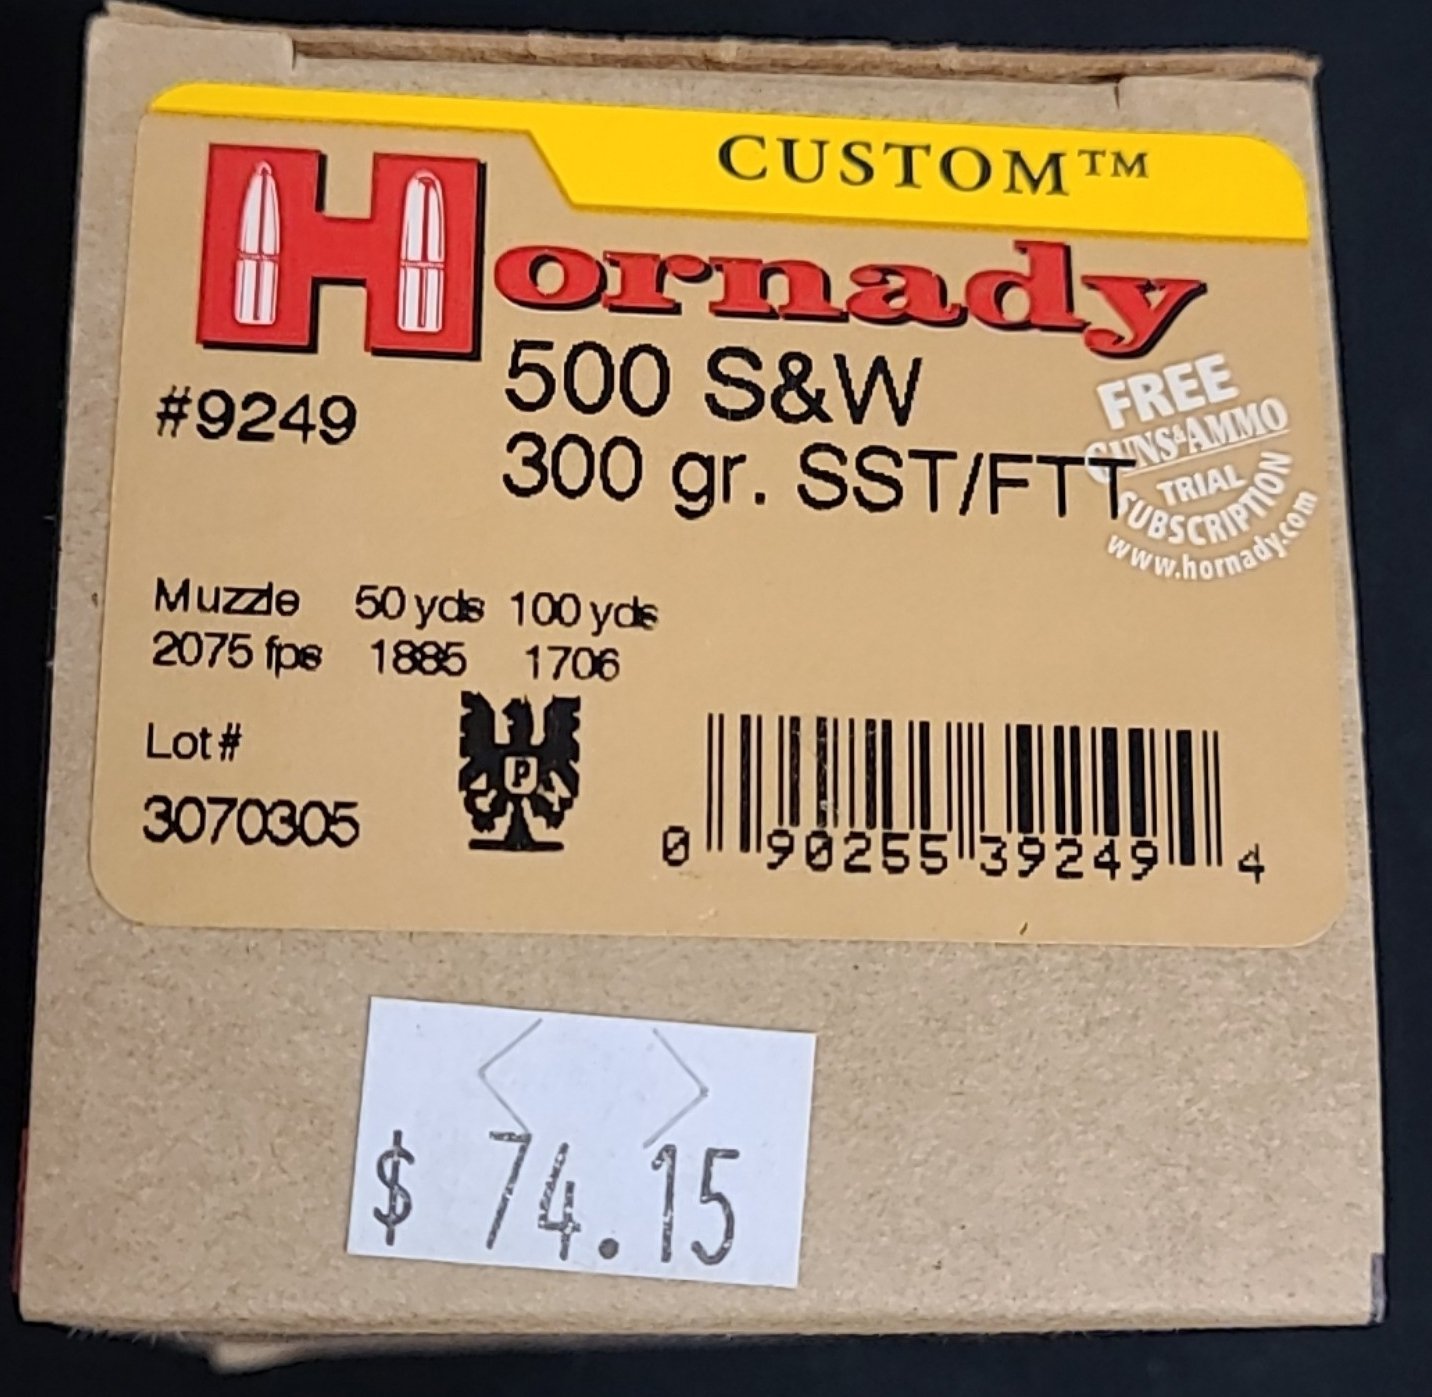 CUSTOM™
Hornady
#9249
500 S&W
300 gr. SST/FTT
FREE
GUNS&AMMO
TRIAL
SUBSCRIPTION
www.hornady.com
Muzzle 50 yds 100 yds
2075 fps 1885 1706
Lot#
3070305
P
0 90255 39249 4
$ 74.15